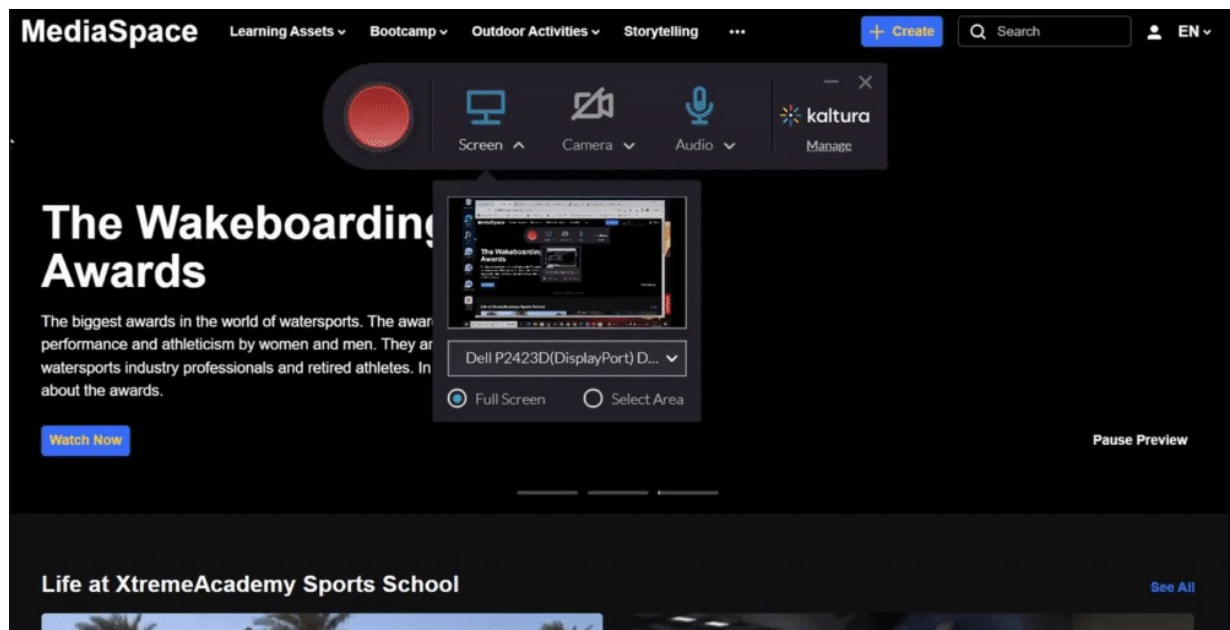 MediaSpace
Learning Assets
Bootcamp
Outdoor Activities
Storytelling
•••
+ Create
Search
EN
Screen
Camera
Audio
kaltura
Manage
The Wakeboarding
Awards
The biggest awards in the world of watersports. The
performance and athleticism by women and men. They
watersports industry professionals and retired athletes. In
about the awards.
Dell P2423D(DisplayPort) D...
Full Screen
Select Area
Watch Now
Pause Preview
Life at XtremeAcademy Sports School
See All